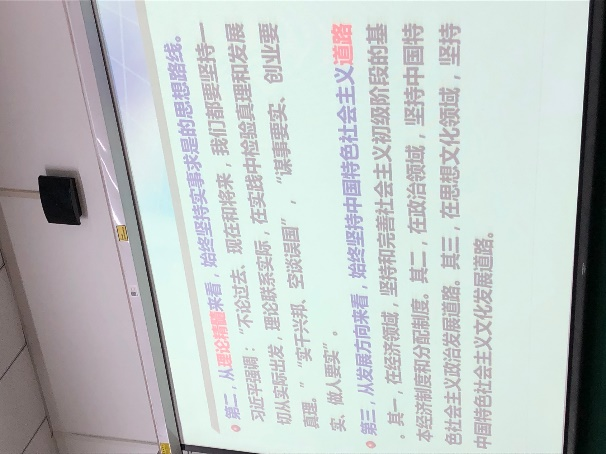 第二，从理论精髓来看，始终坚持实事求是的思想路线。
习近平强调：“不论过去、现在和将来，我们都要坚持一
切从实际出发，理论联系实际，在实践中检验真理和发展
真理。”“实干兴邦、空谈误国”，“谋事要实、创业要
实、做人要实”。
第三，从发展方向来看，始终坚持中国特色社会主义道路
。其一，在经济领域，坚持和完善社会主义初级阶段的基
本经济制度和分配制度。其二，在政治领域，坚持中国特
色社会主义政治发展道路。其三，在思想文化领域，坚持
中国特色社会主义文化发展道路。